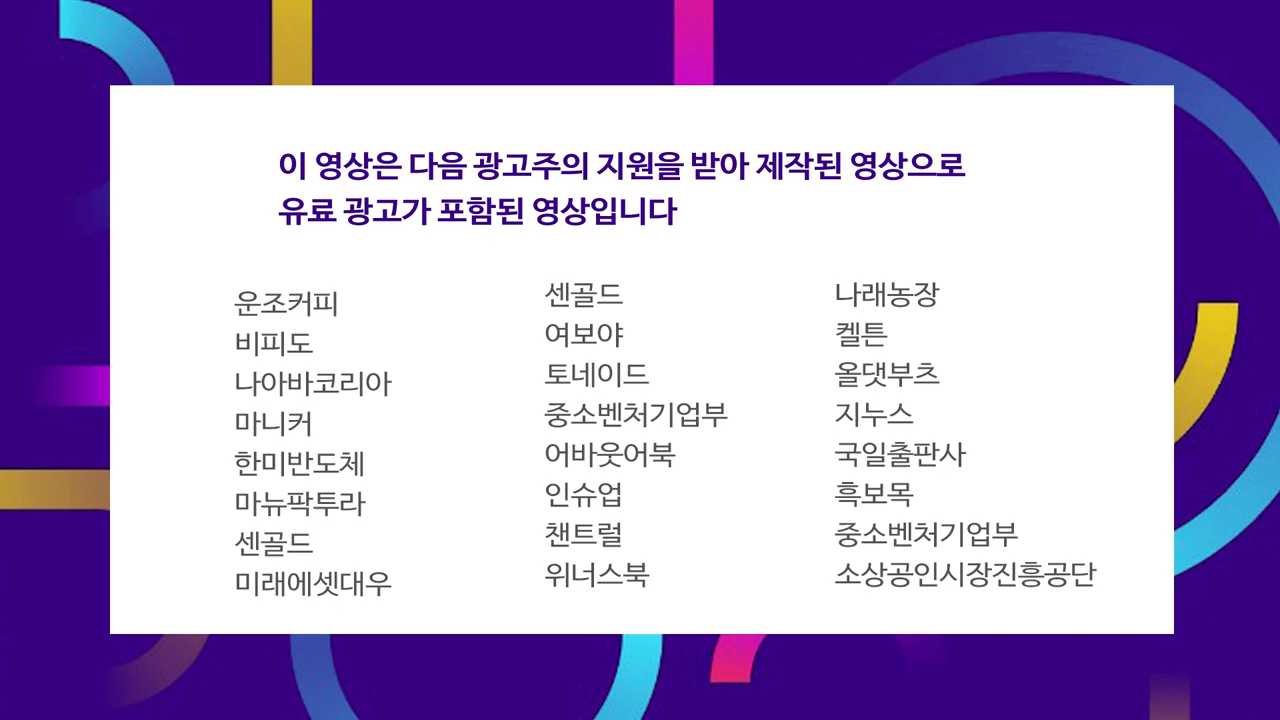 이 영상은 다음 광고주의 지원을 받아 제작된 영상으로
유료 광고가 포함된 영상입니다
운조커피
비피도
나아바코리아
마니커
한미반도체
마뉴팍투라
센골드
미래에셋대우
센골드
여보야
토네이드
중소벤처기업부
어바웃어북
인슈업
챈트럴
위너스북
나래농장
켈튼
올댓부츠
지누스
국일출판사
흑보목
중소벤처기업부
소상공인시장진흥공단